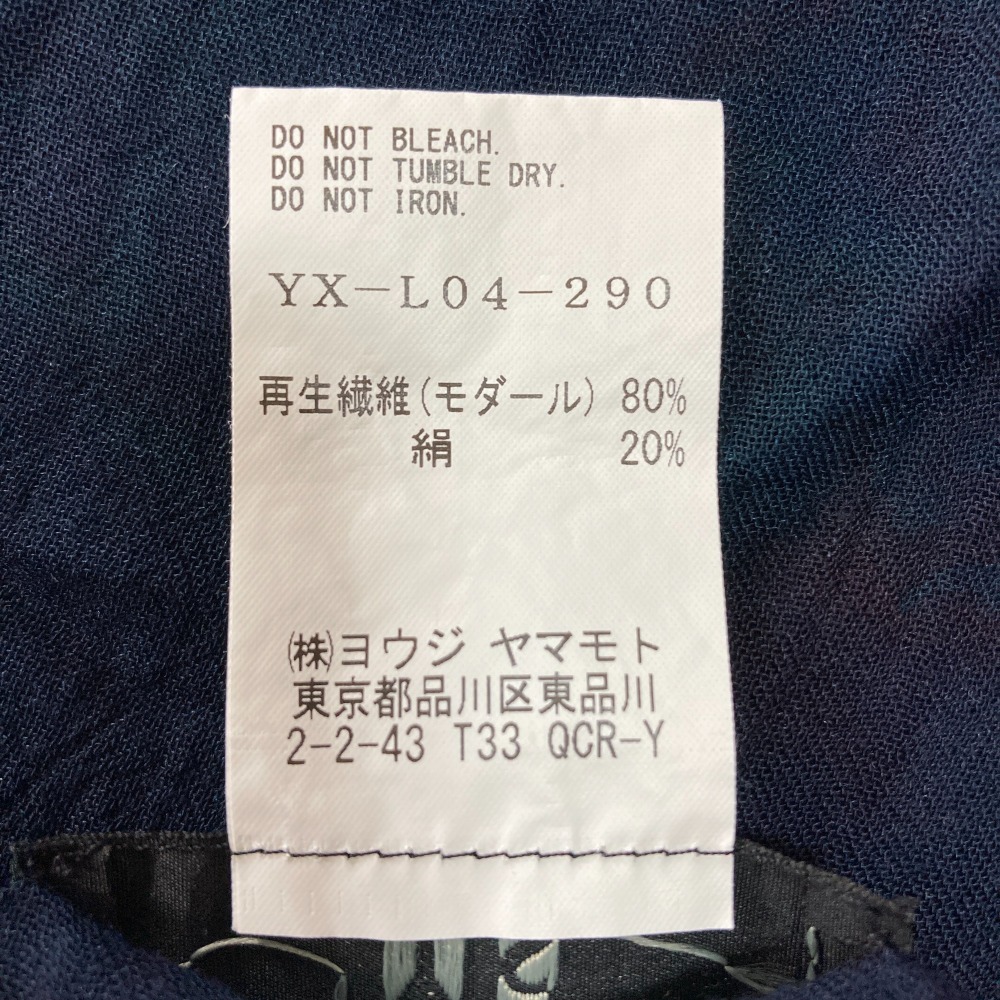 DO NOT BLEACH.
DO NOT TUMBLE DRY.
DO NOT IRON.
YX-L04-290
再生繊維(モダール) 80%
絹 20%
㈱ヨウジ ヤマモト
東京都品川区東品川
2-2-43 T33 QCR-Y